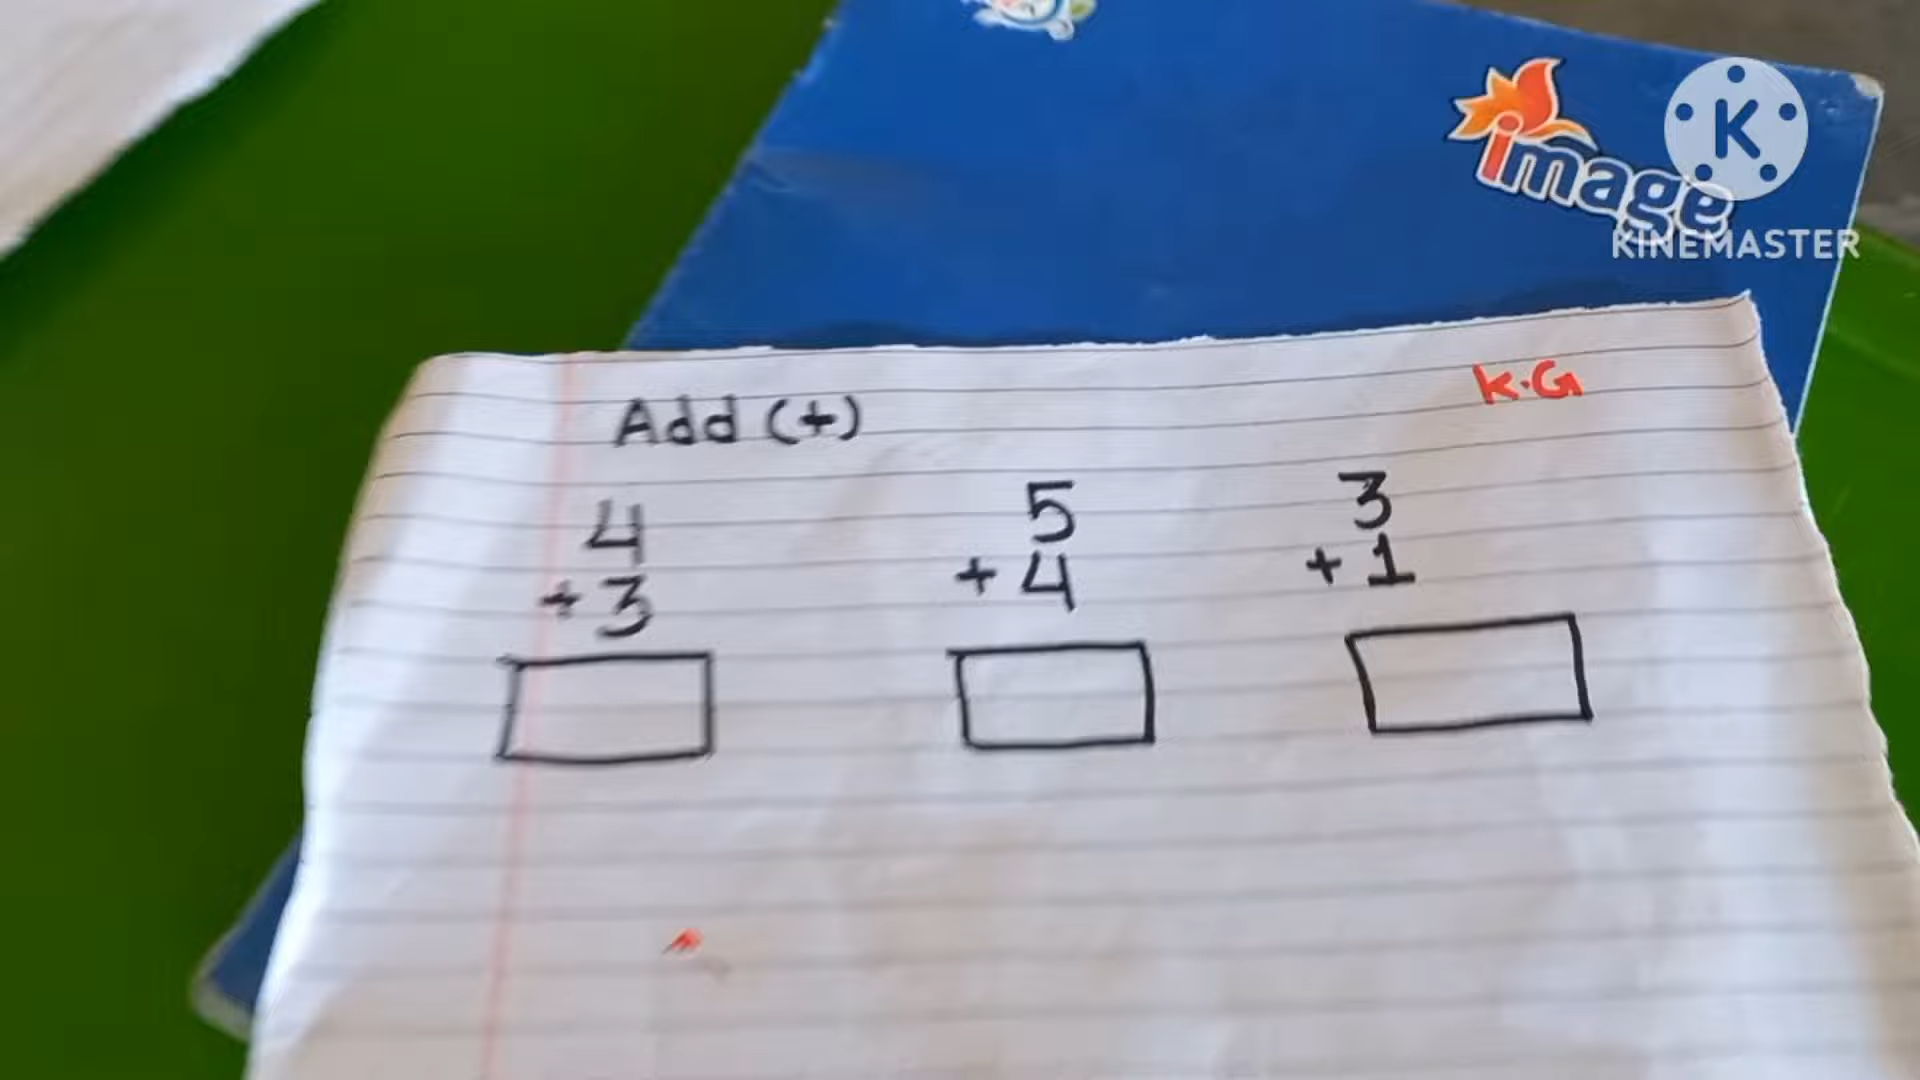 image
K
KINEMASTER
K.G
Add (+)
4 5 3
+ 3 + 4 + 1